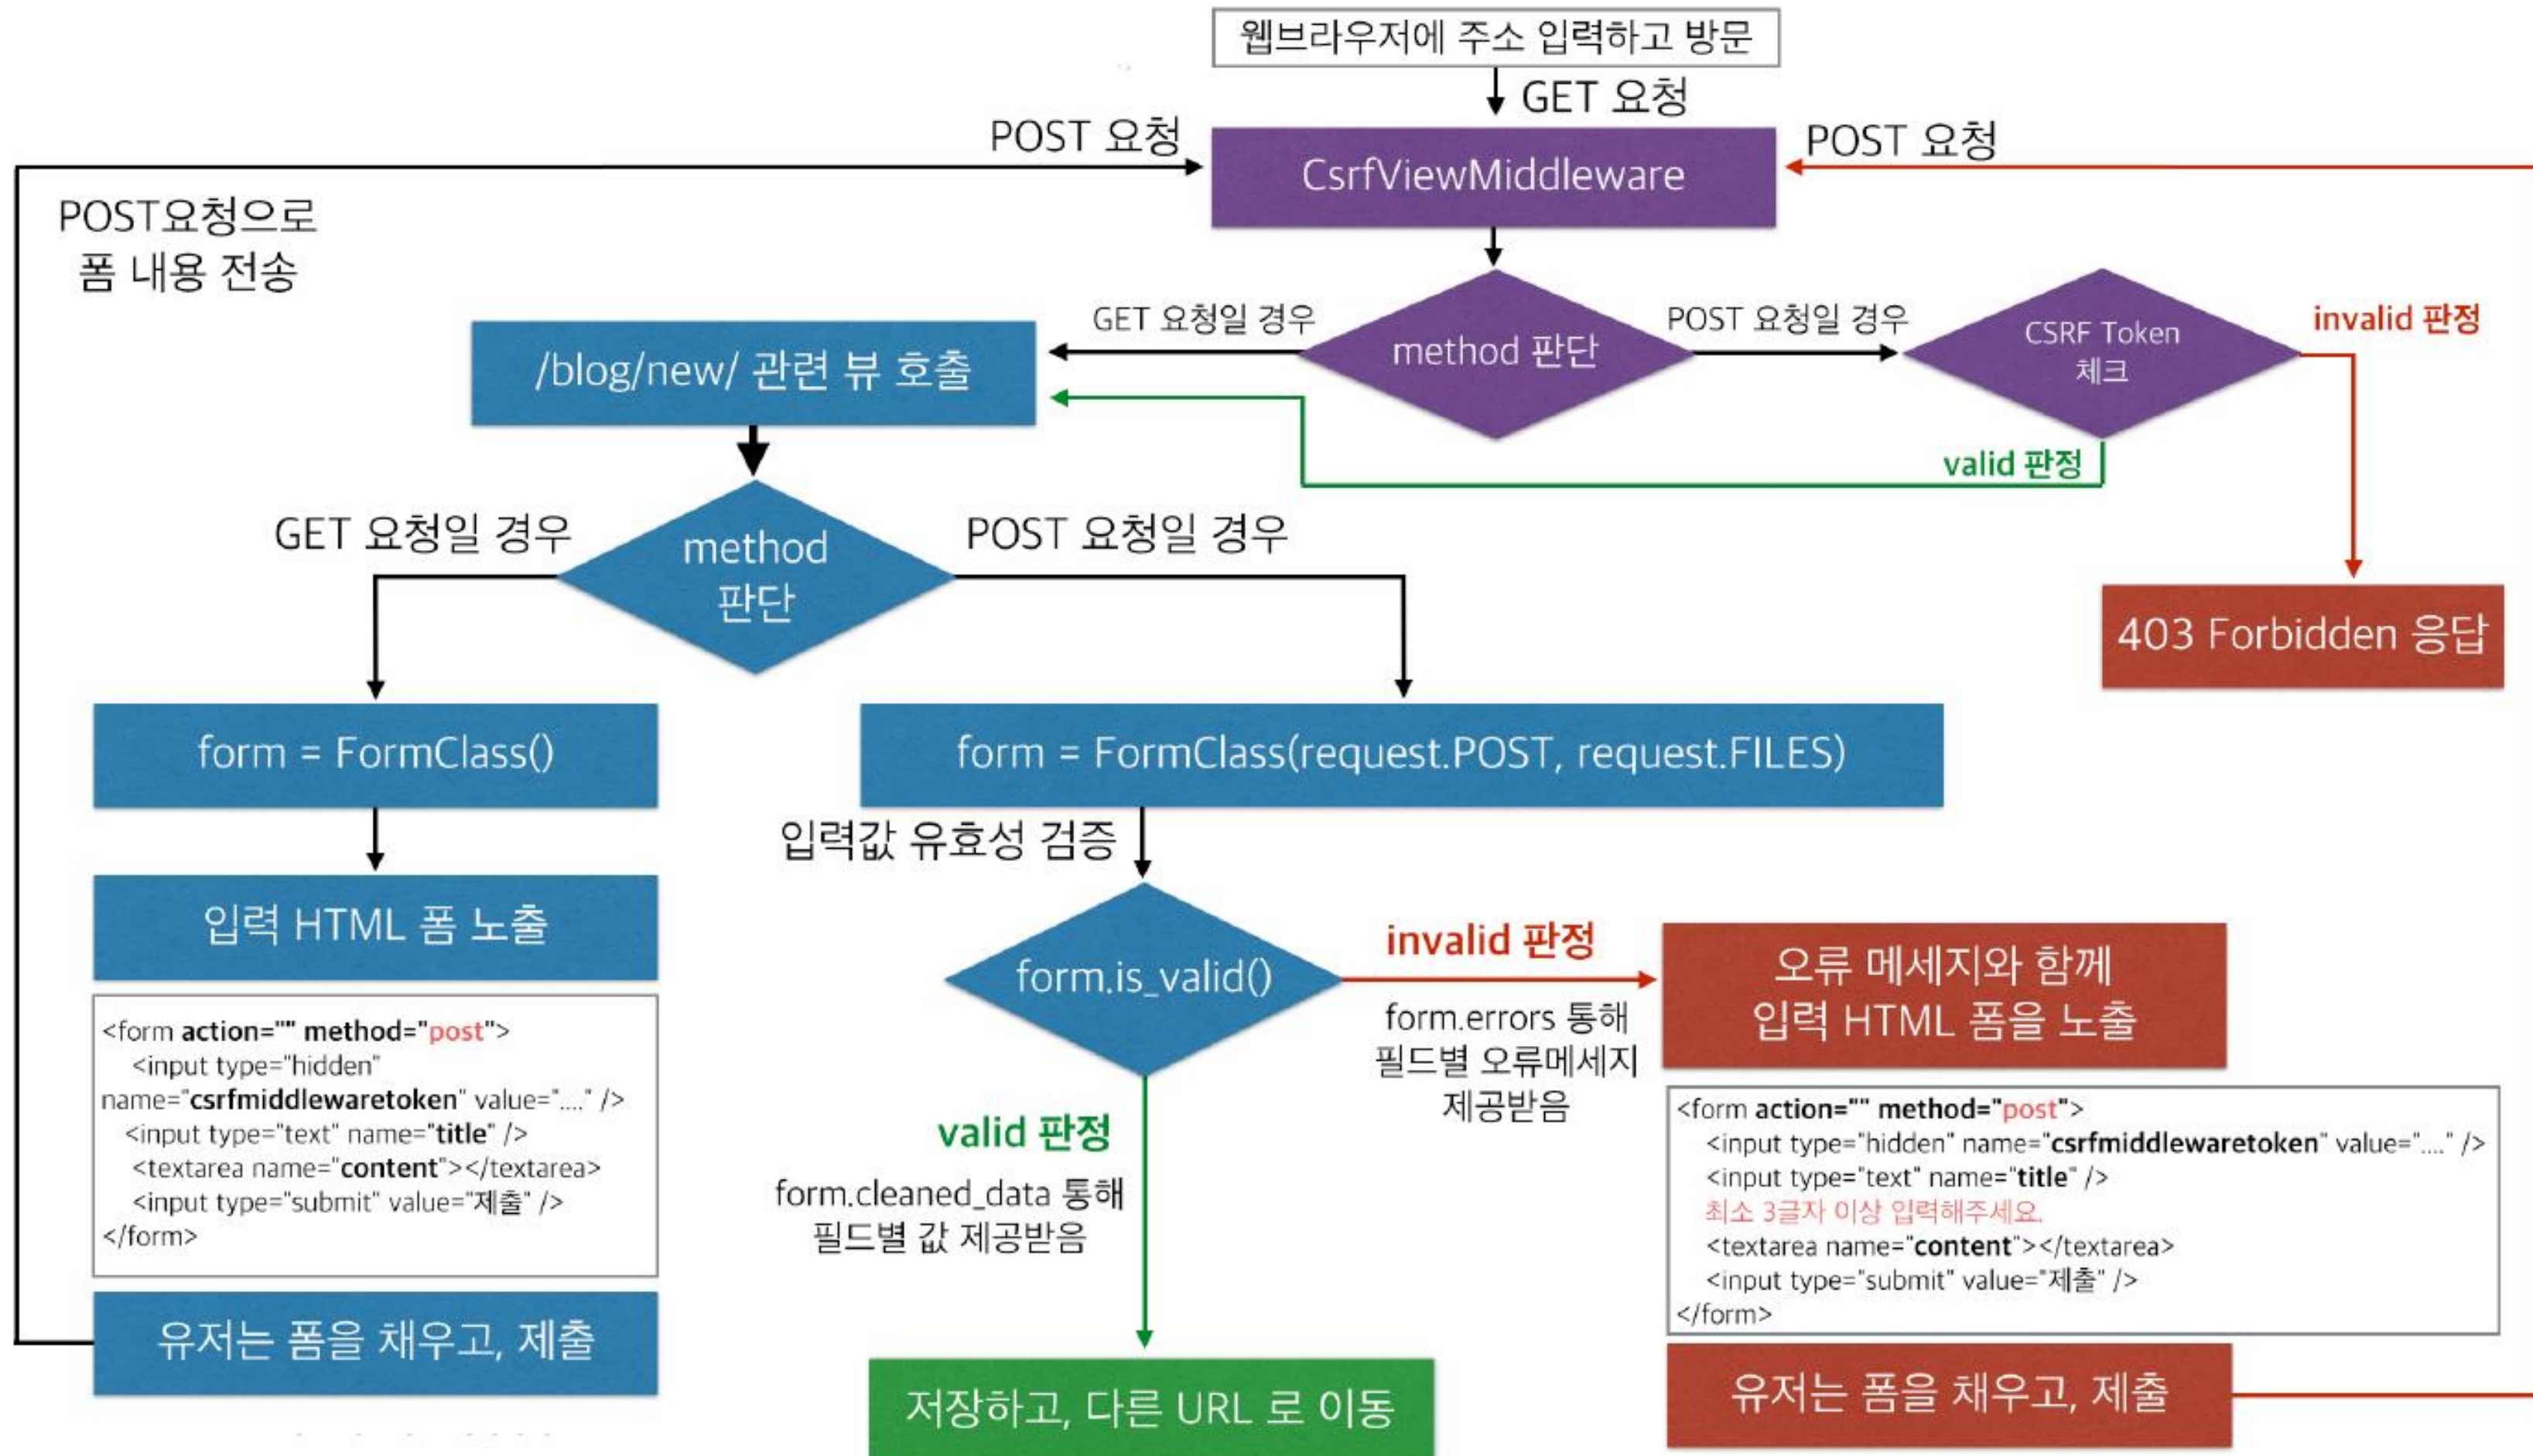 웹브라우저에 주소 입력하고 방문
GET 요청
POST 요청
CsrfViewMiddleware
POST 요청
POST요청으로
폼 내용 전송
GET 요청일 경우
method 판단
POST 요청일 경우
CSRF Token
체크
invalid 판정
/blog/new/ 관련 뷰 호출
valid 판정
GET 요청일 경우
method
판단
POST 요청일 경우
403 Forbidden 응답
form = FormClass()
form = FormClass(request.POST, request.FILES)
입력값 유효성 검증
입력 HTML 폼 노출
form.is_valid()
invalid 판정
form.errors 통해
필드별 오류메세지
제공받음
오류 메세지와 함께
입력 HTML 폼을 노출
<form action="" method="post">
<input type="hidden"
name="csrfmiddlewaretoken" value="...." />
<input type="text" name="title" />
<textarea name="content"></textarea>
<input type="submit" value="제출" />
</form>
valid 판정
form.cleaned_data 통해
필드별 값 제공받음
<form action="" method="post">
<input type="hidden" name="csrfmiddlewaretoken" value="...." />
<input type="text" name="title" />
최소 3글자 이상 입력해주세요.
<textarea name="content"></textarea>
<input type="submit" value="제출" />
</form>
유저는 폼을 채우고, 제출
저장하고, 다른 URL 로 이동
유저는 폼을 채우고, 제출